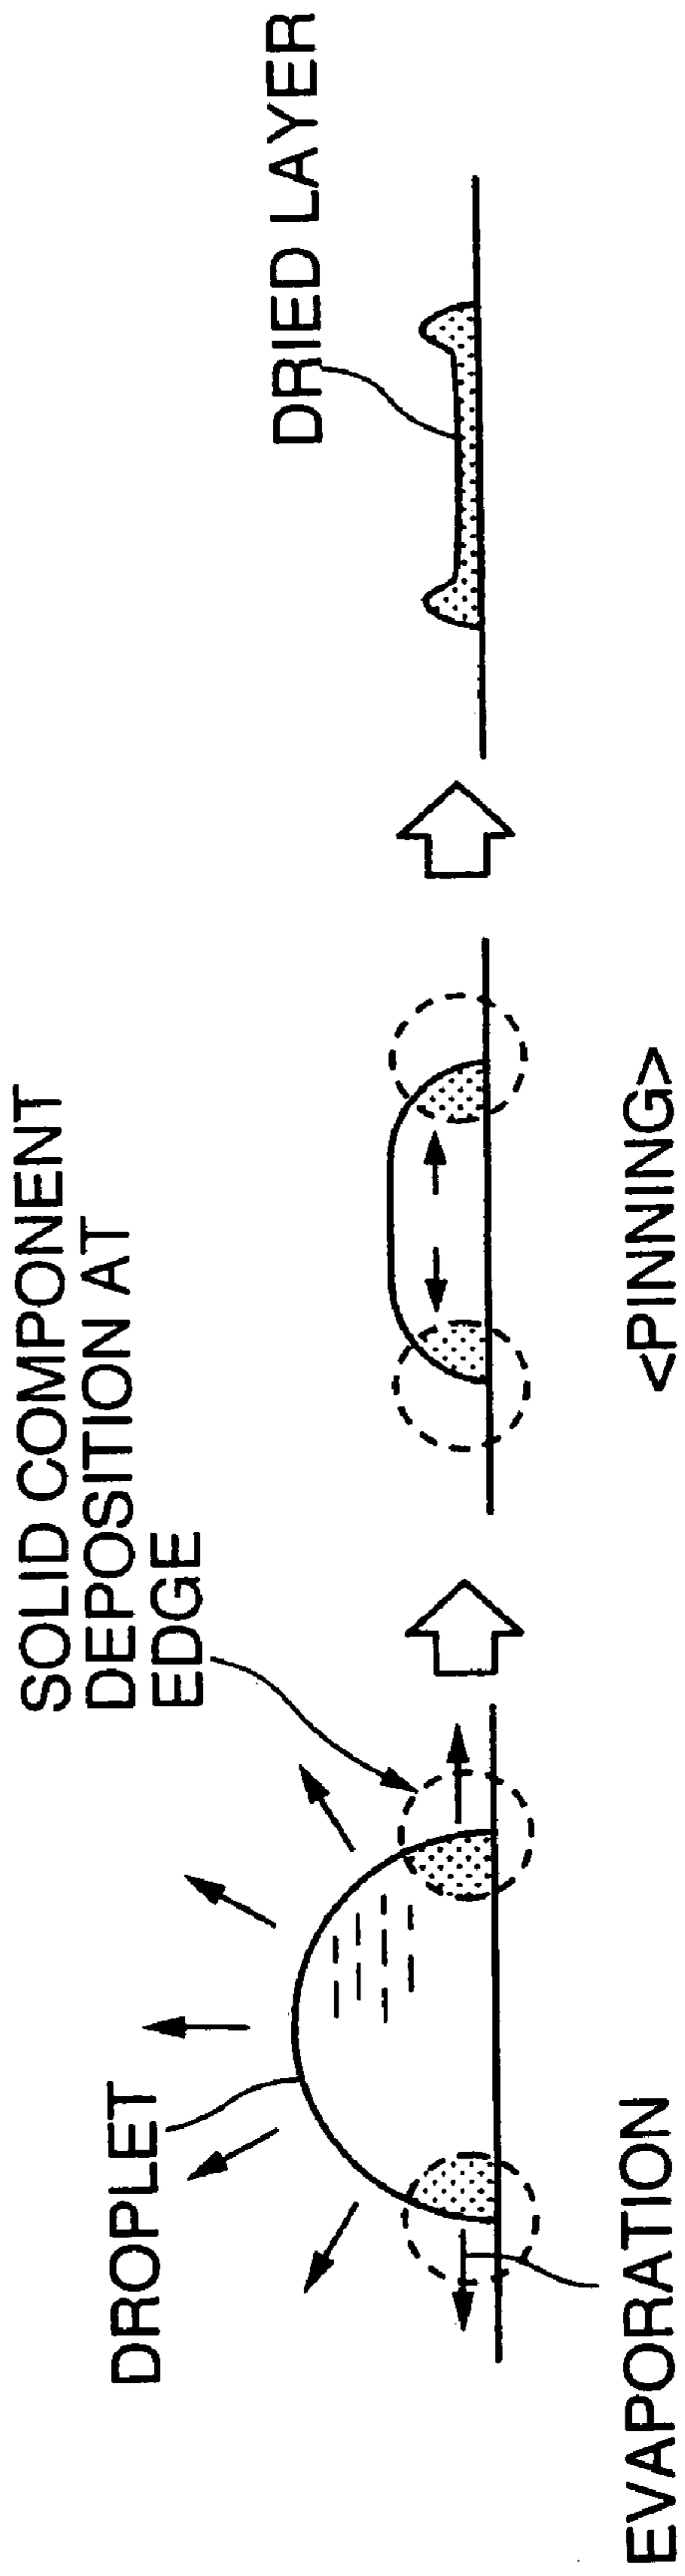 DROPLET
EVAPORATION
SOLID COMPONENT
DEPOSITION AT
EDGE
<PINNING>
DRIED LAYER